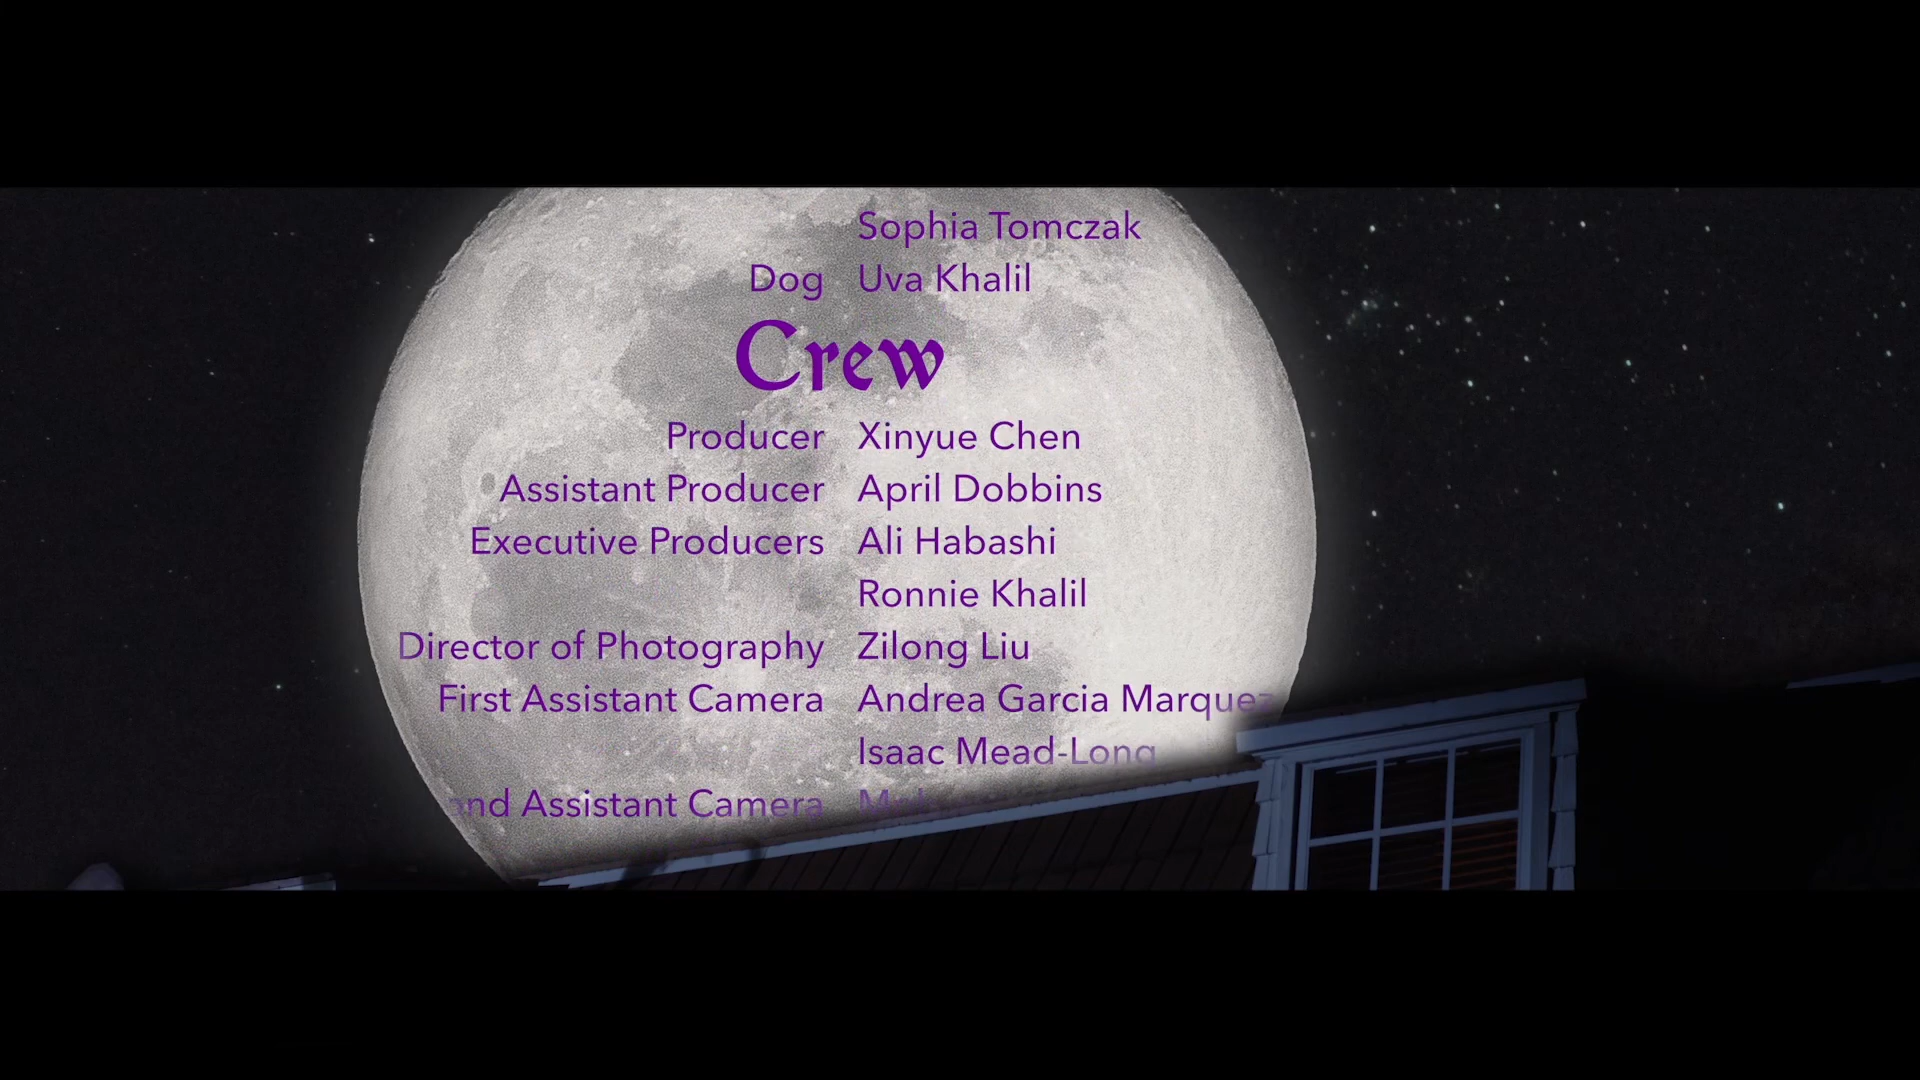 Sophia Tomczak
Dog Uva Khalil
Crew
Producer Xinyue Chen
Assistant Producer April Dobbins
Executive Producers Ali Habashi
Ronnie Khalil
Director of Photography Zilong Liu
First Assistant Camera Andrea Garcia Marquez
Isaac Mead-Long
Assistant Camera